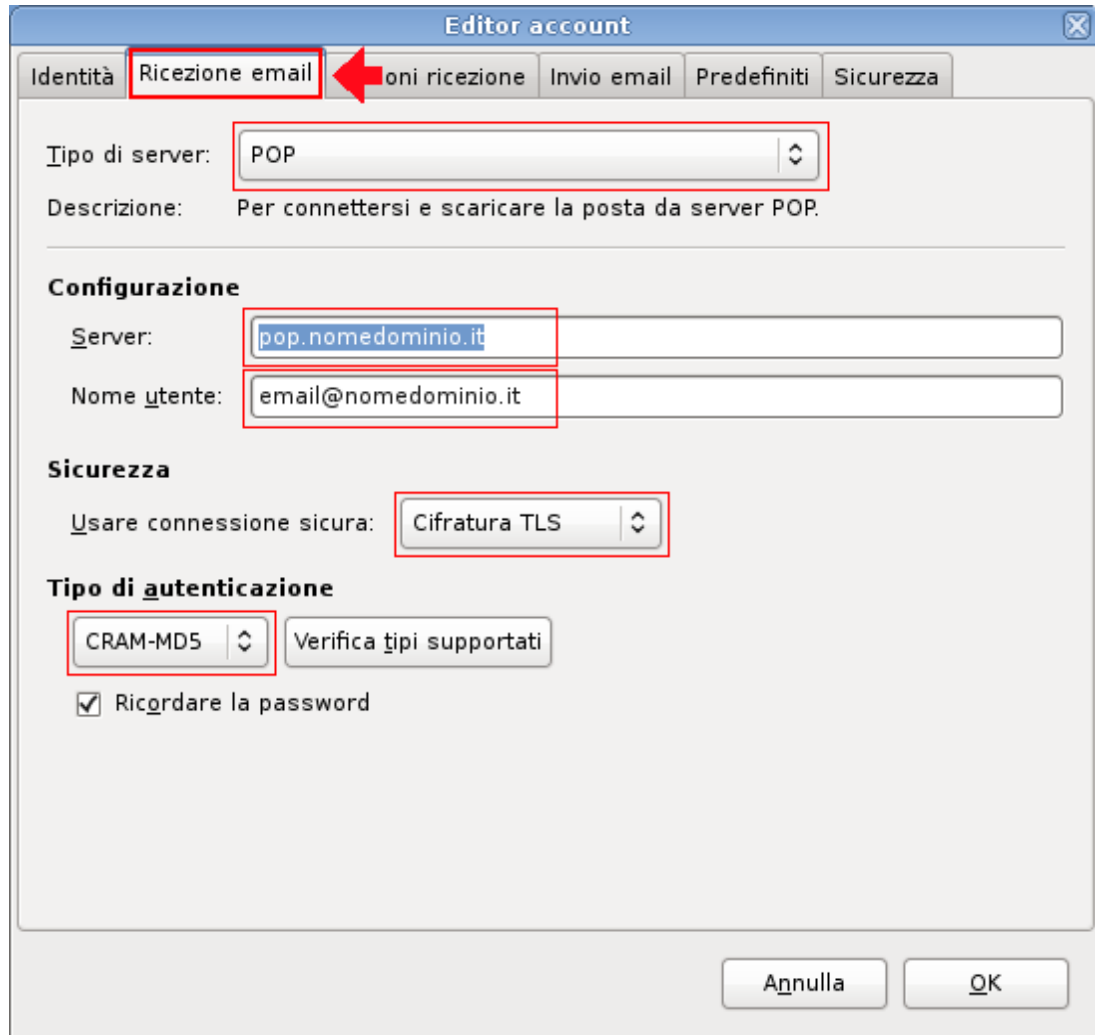 Editor account
Identità Ricezione email oni ricezione Invio email Predefiniti Sicurezza
Tipo di server: POP
Descrizione: Per connettersi e scaricare la posta da server POP.
Configurazione
Server: pop.nomedominio.it
Nome utente: email@nomedominio.it
Sicurezza
Usare connessione sicura: Cifratura TLS
Tipo di autenticazione
CRAM-MD5 Verifica tipi supportati
Ricordare la password
Annulla OK